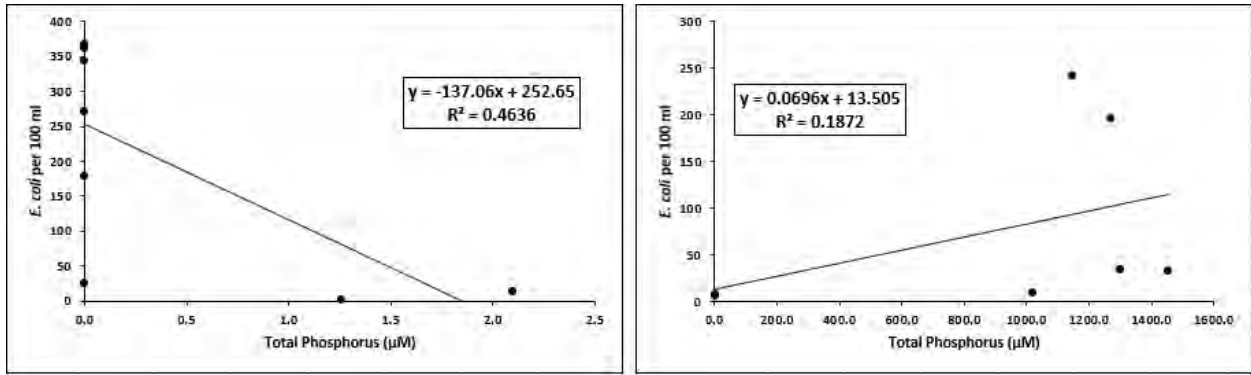 400
350
300
250
200
150
100
50
0
E. coli per 100 ml
y = -137.06x + 252.65
R² = 0.4636
0.0 0.5 1.0 1.5 2.0 2.5
Total Phosphorus (µM)
300
250
200
150
100
50
0
E. coli per 100 ml
y = 0.0696x + 13.505
R² = 0.1872
0.0 200.0 400.0 600.0 800.0 1000.0 1200.0 1400.0 1600.0
Total Phosphorus (µM)